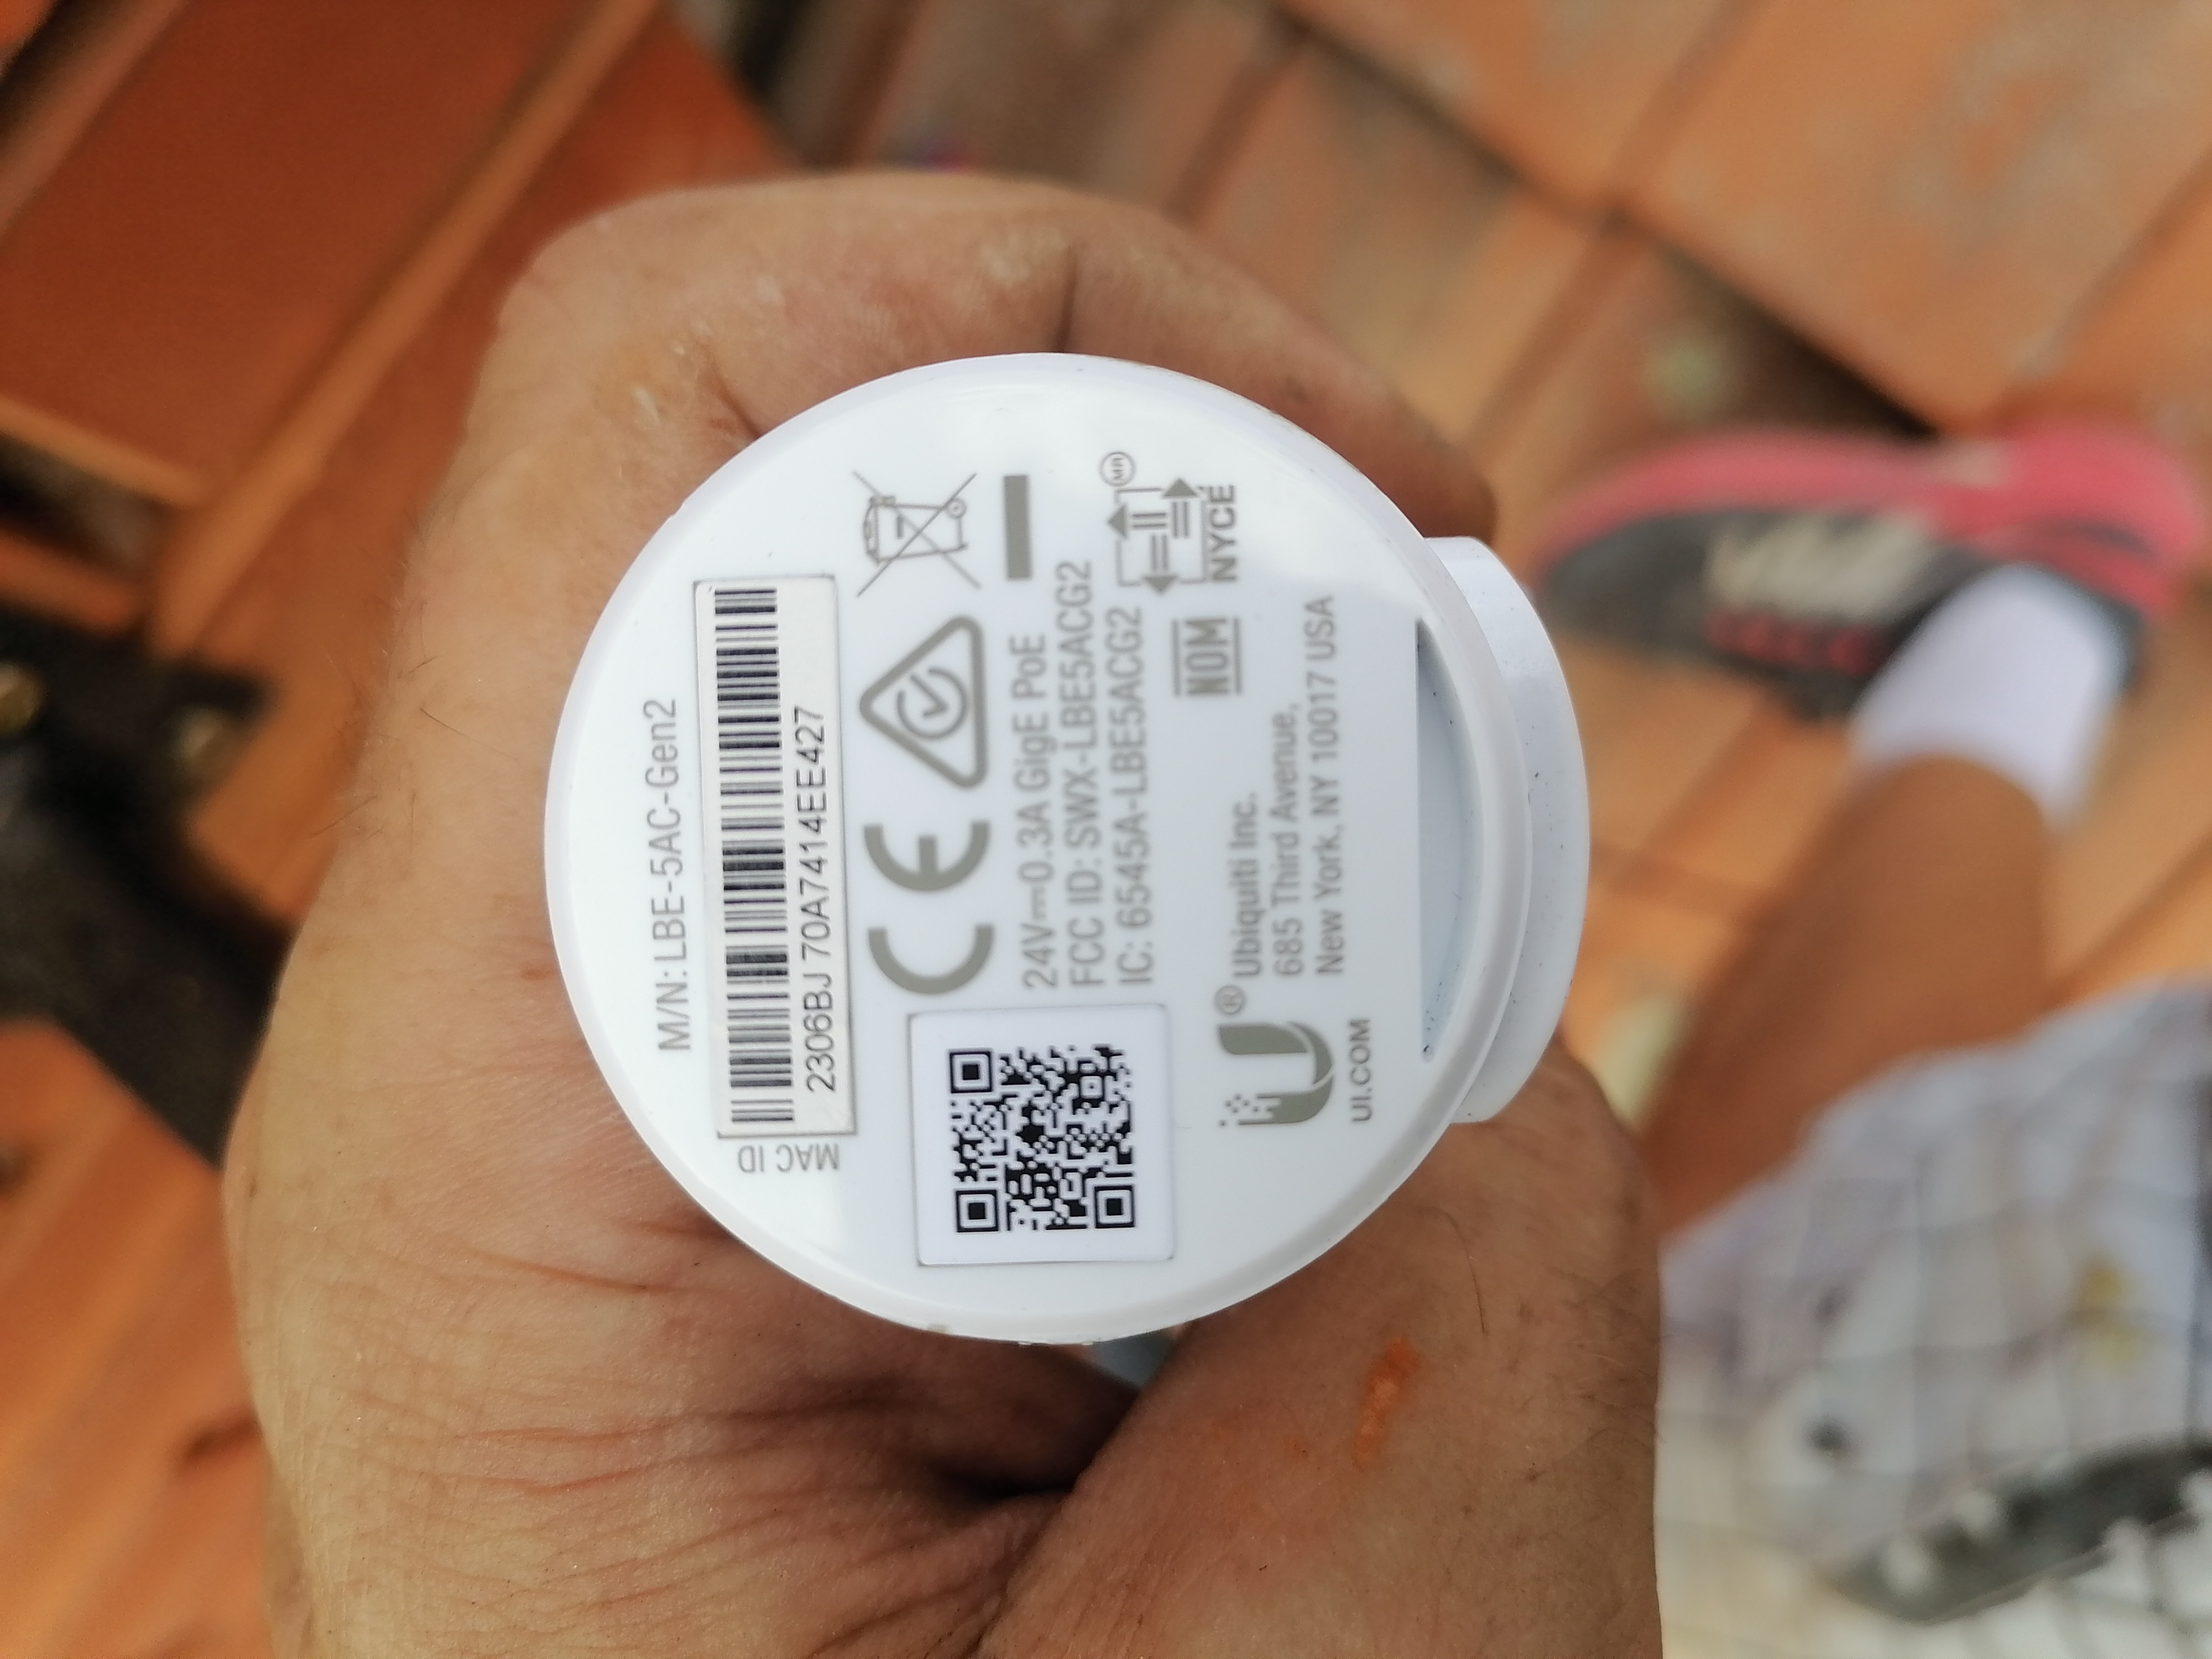 M/N: LBE-5AC-Gen2
MAC ID
2306BJ 70A7414EE427
CE
24V⎓0.3A GigE PoE
FCC ID: SWX-LBE5ACG2
IC: 6545A-LBE5ACG2
MR
NOM
NYCE
U®
Ubiquiti Inc.
685 Third Avenue,
New York, NY 10017 USA
UI.COM